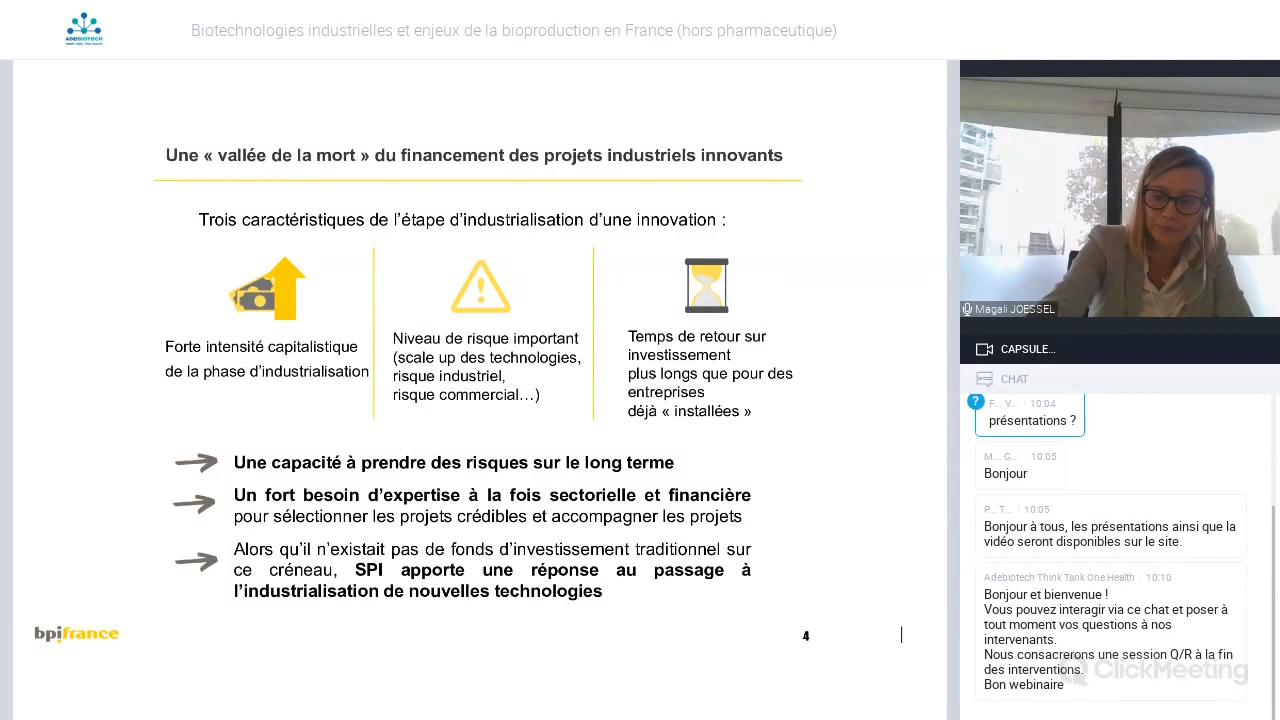 ADEBIOTECH
Biotechnologies industrielles et enjeux de la bioproduction en France (hors pharmaceutique)
Une « vallée de la mort » du financement des projets industriels innovants
Trois caractéristiques de l’étape d’industrialisation d’une innovation :
Forte intensité capitalistique
de la phase d’industrialisation
Niveau de risque important
(scale up des technologies,
risque industriel,
risque commercial…)
Temps de retour sur
investissement
plus longs que pour des
entreprises
déjà « installées »
Une capacité à prendre des risques sur le long terme
Un fort besoin d’expertise à la fois sectorielle et financière
pour sélectionner les projets crédibles et accompagner les projets
Alors qu’il n’existait pas de fonds d’investissement traditionnel sur
ce créneau, SPI apporte une réponse au passage à
l’industrialisation de nouvelles technologies
bpifrance
4
Magali JOESSEL
CAPSULE...
CHAT
? F... V... 10:04
présentations ?
M... G... 10:05
Bonjour
P... T... 10:05
Bonjour à tous, les présentations ainsi que la
vidéo seront disponibles sur le site.
Adebiotech Think Tank One Health 10:10
Bonjour et bienvenue !
Vous pouvez interagir via ce chat et poser à
tout moment vos questions à nos
intervenants.
Nous consacrerons une session Q/R à la fin
des interventions.
Bon webinaire
ClickMeeting